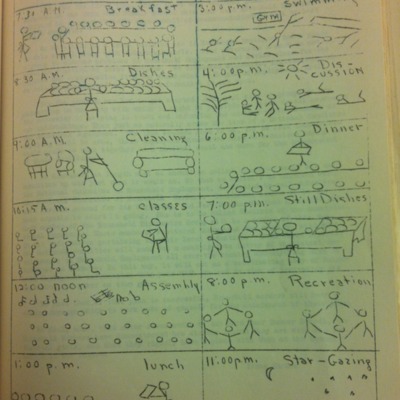 7:30 A.M. Breakfast
8:30 A.M. Dishes
9:00 A.M. Cleaning
10:15 A.M. Classes
12:00 noon Assembly
1:00 p.m. lunch
3:00 p.m. Swimming
4:00 p.m. Dis-
cussion
6:00 p.m. Dinner
7:00 p.m. Still Dishes
8:00 p.m. Recreation
11:00 p.m. Star-Gazing